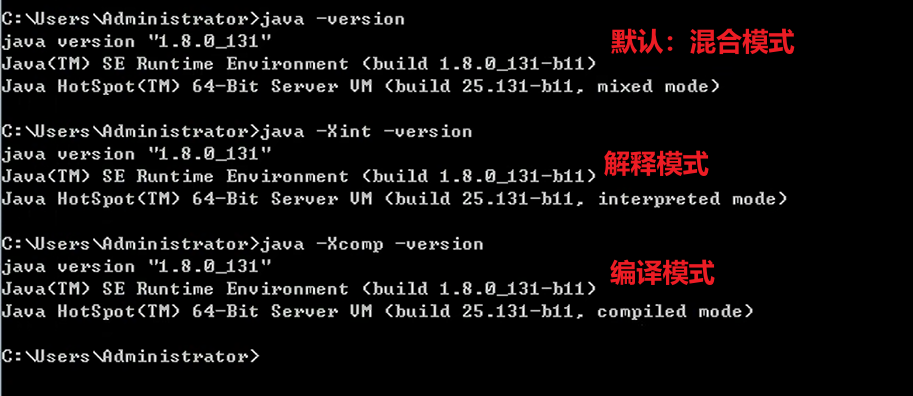 C:\Users\Administrator>java -version
java version "1.8.0_131"
默认：混合模式
Java(TM) SE Runtime Environment (build 1.8.0_131-b11)
Java HotSpot(TM) 64-Bit Server VM (build 25.131-b11, mixed mode)
C:\Users\Administrator>java -Xint -version
java version "1.8.0_131"
解释模式
Java(TM) SE Runtime Environment (build 1.8.0_131-b11)
Java HotSpot(TM) 64-Bit Server VM (build 25.131-b11, interpreted mode)
C:\Users\Administrator>java -Xcomp -version
java version "1.8.0_131"
编译模式
Java(TM) SE Runtime Environment (build 1.8.0_131-b11)
Java HotSpot(TM) 64-Bit Server VM (build 25.131-b11, compiled mode)
C:\Users\Administrator>